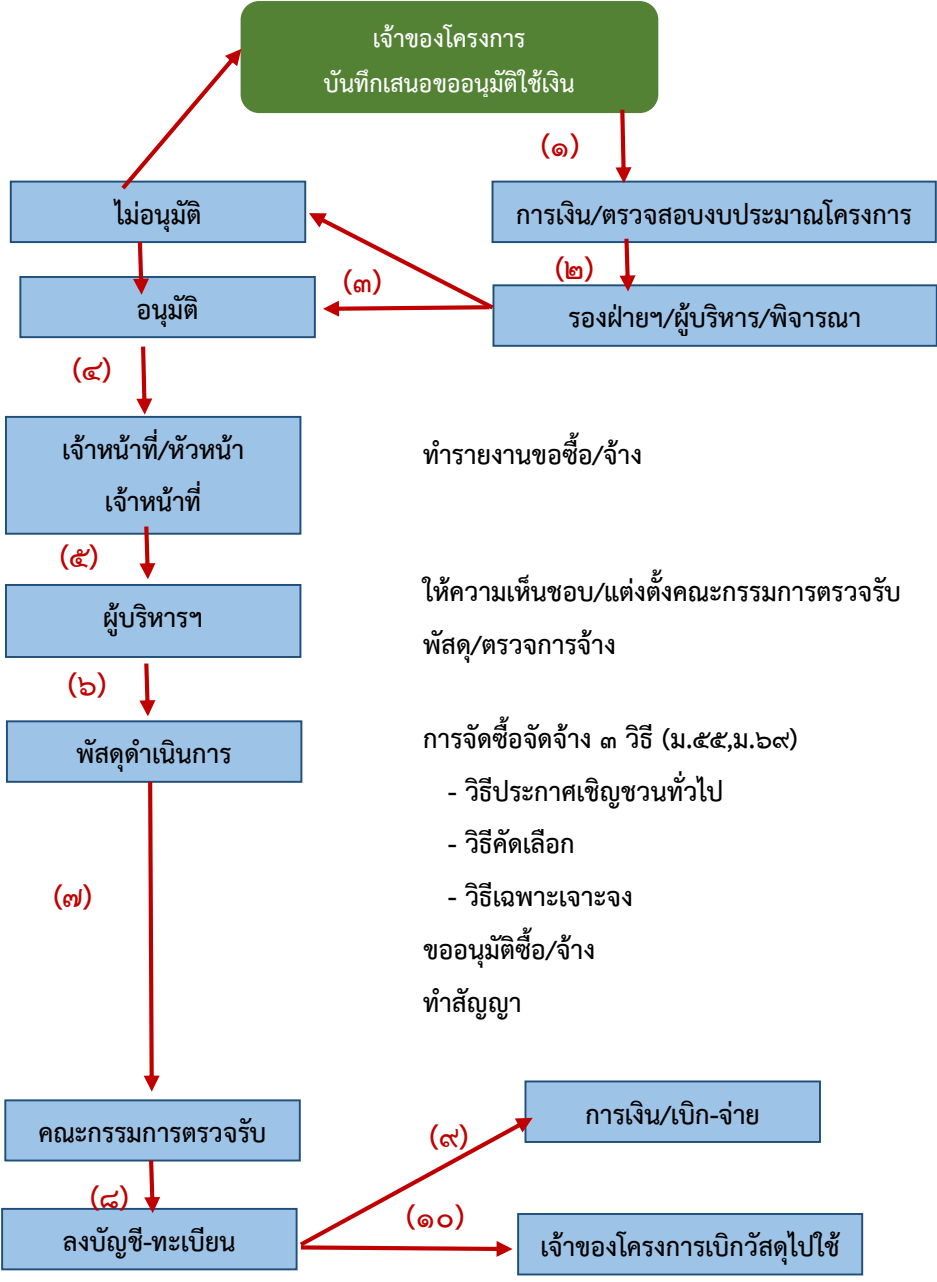 เจ้าของโครงการ
บันทึกเสนอขออนุมัติใช้เงิน
(๑)
ไม่อนุมัติ
การเงิน/ตรวจสอบงบประมาณโครงการ
(๒)
(๓)
อนุมัติ
รองฝ่ายฯ/ผู้บริหาร/พิจารณา
(๔)
เจ้าหน้าที่/หัวหน้า
เจ้าหน้าที่
ทำรายงานขอซื้อ/จ้าง
(๕)
ผู้บริหารฯ
ให้ความเห็นชอบ/แต่งตั้งคณะกรรมการตรวจรับ
พัสดุ/ตรวจการจ้าง
(๖)
พัสดุดำเนินการ
การจัดซื้อจัดจ้าง ๓ วิธี (ม.๕๕,ม.๖๙)
- วิธีประกาศเชิญชวนทั่วไป
- วิธีคัดเลือก
- วิธีเฉพาะเจาะจง
(๗)
ขออนุมัติซื้อ/จ้าง
ทำสัญญา
คณะกรรมการตรวจรับ
การเงิน/เบิก-จ่าย
(๙)
(๘)
(๑๐)
ลงบัญชี-ทะเบียน
เจ้าของโครงการเบิกวัสดุไปใช้